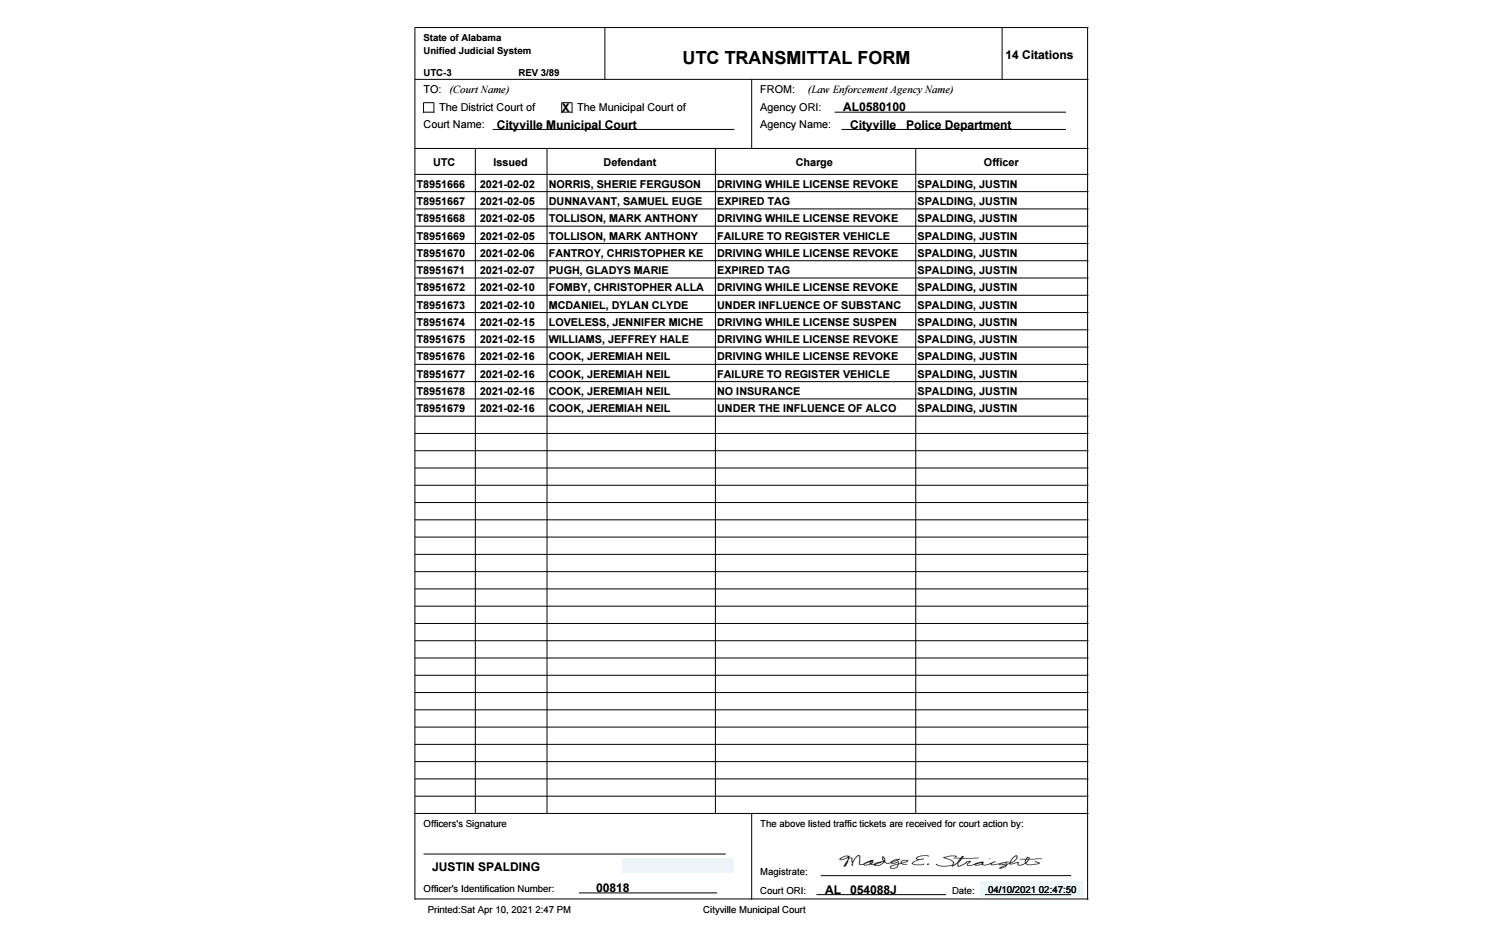 State of Alabama
Unified Judicial System
UTC-3 REV 3/89
UTC TRANSMITTAL FORM
14 Citations
TO: (Court Name)
The District Court of X The Municipal Court of
Court Name: Cityville Municipal Court
FROM: (Law Enforcement Agency Name)
Agency ORI: AL0580100
Agency Name: Cityville Police Department
UTC Issued Defendant Charge Officer
T8951666 2021-02-02 NORRIS, SHERIE FERGUSON DRIVING WHILE LICENSE REVOKE SPALDING, JUSTIN
T8951667 2021-02-05 DUNNAVANT, SAMUEL EUGE EXPIRED TAG SPALDING, JUSTIN
T8951668 2021-02-05 TOLLISON, MARK ANTHONY DRIVING WHILE LICENSE REVOKE SPALDING, JUSTIN
T8951669 2021-02-05 TOLLISON, MARK ANTHONY FAILURE TO REGISTER VEHICLE SPALDING, JUSTIN
T8951670 2021-02-06 FANTROY, CHRISTOPHER KE DRIVING WHILE LICENSE REVOKE SPALDING, JUSTIN
T8951671 2021-02-07 PUGH, GLADYS MARIE EXPIRED TAG SPALDING, JUSTIN
T8951672 2021-02-10 FOMBY, CHRISTOPHER ALLA DRIVING WHILE LICENSE REVOKE SPALDING, JUSTIN
T8951673 2021-02-10 MCDANIEL, DYLAN CLYDE UNDER INFLUENCE OF SUBSTANC SPALDING, JUSTIN
T8951674 2021-02-15 LOVELESS, JENNIFER MICHE DRIVING WHILE LICENSE SUSPEN SPALDING, JUSTIN
T8951675 2021-02-15 WILLIAMS, JEFFREY HALE DRIVING WHILE LICENSE REVOKE SPALDING, JUSTIN
T8951676 2021-02-16 COOK, JEREMIAH NEIL DRIVING WHILE LICENSE REVOKE SPALDING, JUSTIN
T8951677 2021-02-16 COOK, JEREMIAH NEIL FAILURE TO REGISTER VEHICLE SPALDING, JUSTIN
T8951678 2021-02-16 COOK, JEREMIAH NEIL NO INSURANCE SPALDING, JUSTIN
T8951679 2021-02-16 COOK, JEREMIAH NEIL UNDER THE INFLUENCE OF ALCO SPALDING, JUSTIN
Officers's Signature
JUSTIN SPALDING
Officer's Identification Number: 00818
The above listed traffic tickets are received for court action by:
Magistrate: Madge E. Straight
Court ORI: AL 054088J Date: 04/10/2021 02:47:50
Printed:Sat Apr 10, 2021 2:47 PM Cityville Municipal Court